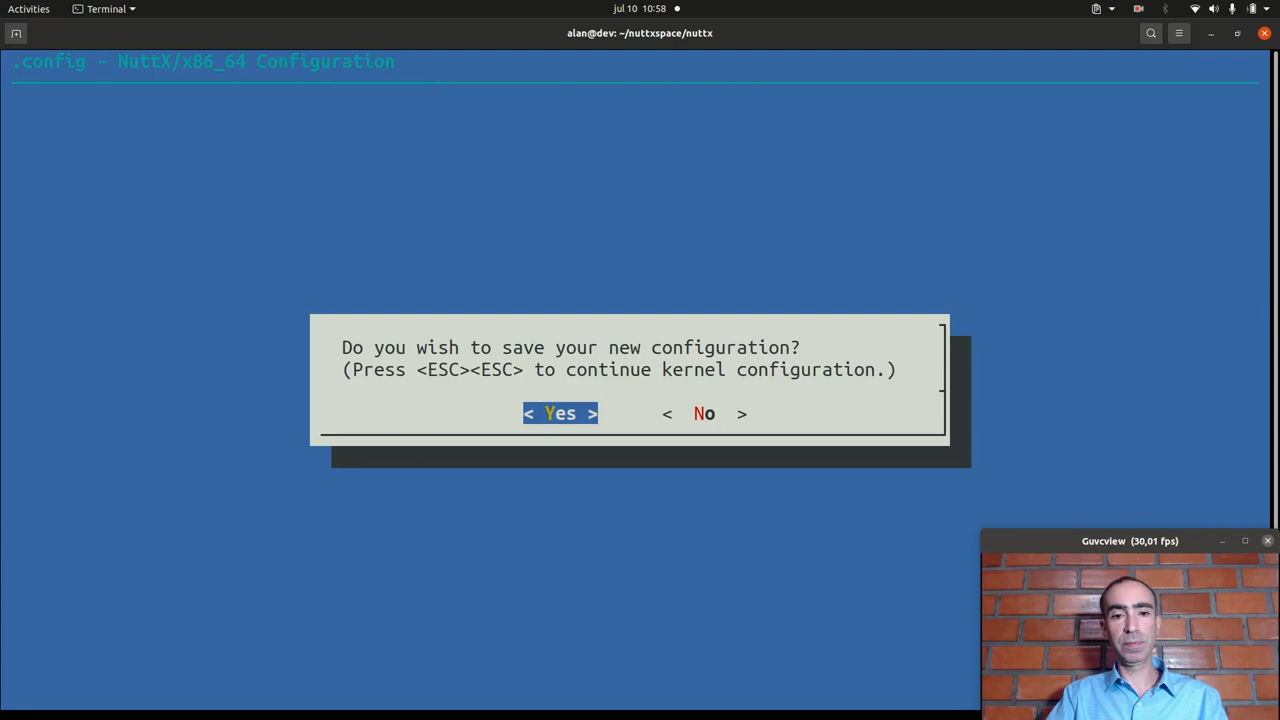 Activities Terminal jul 10 10:58
alan@dev: ~/nuttxspace/nuttx
.config - NuttX/x86_64 Configuration
Do you wish to save your new configuration?
(Press <ESC><ESC> to continue kernel configuration.)
< Yes > < No >
Guvcview (30,01 fps)